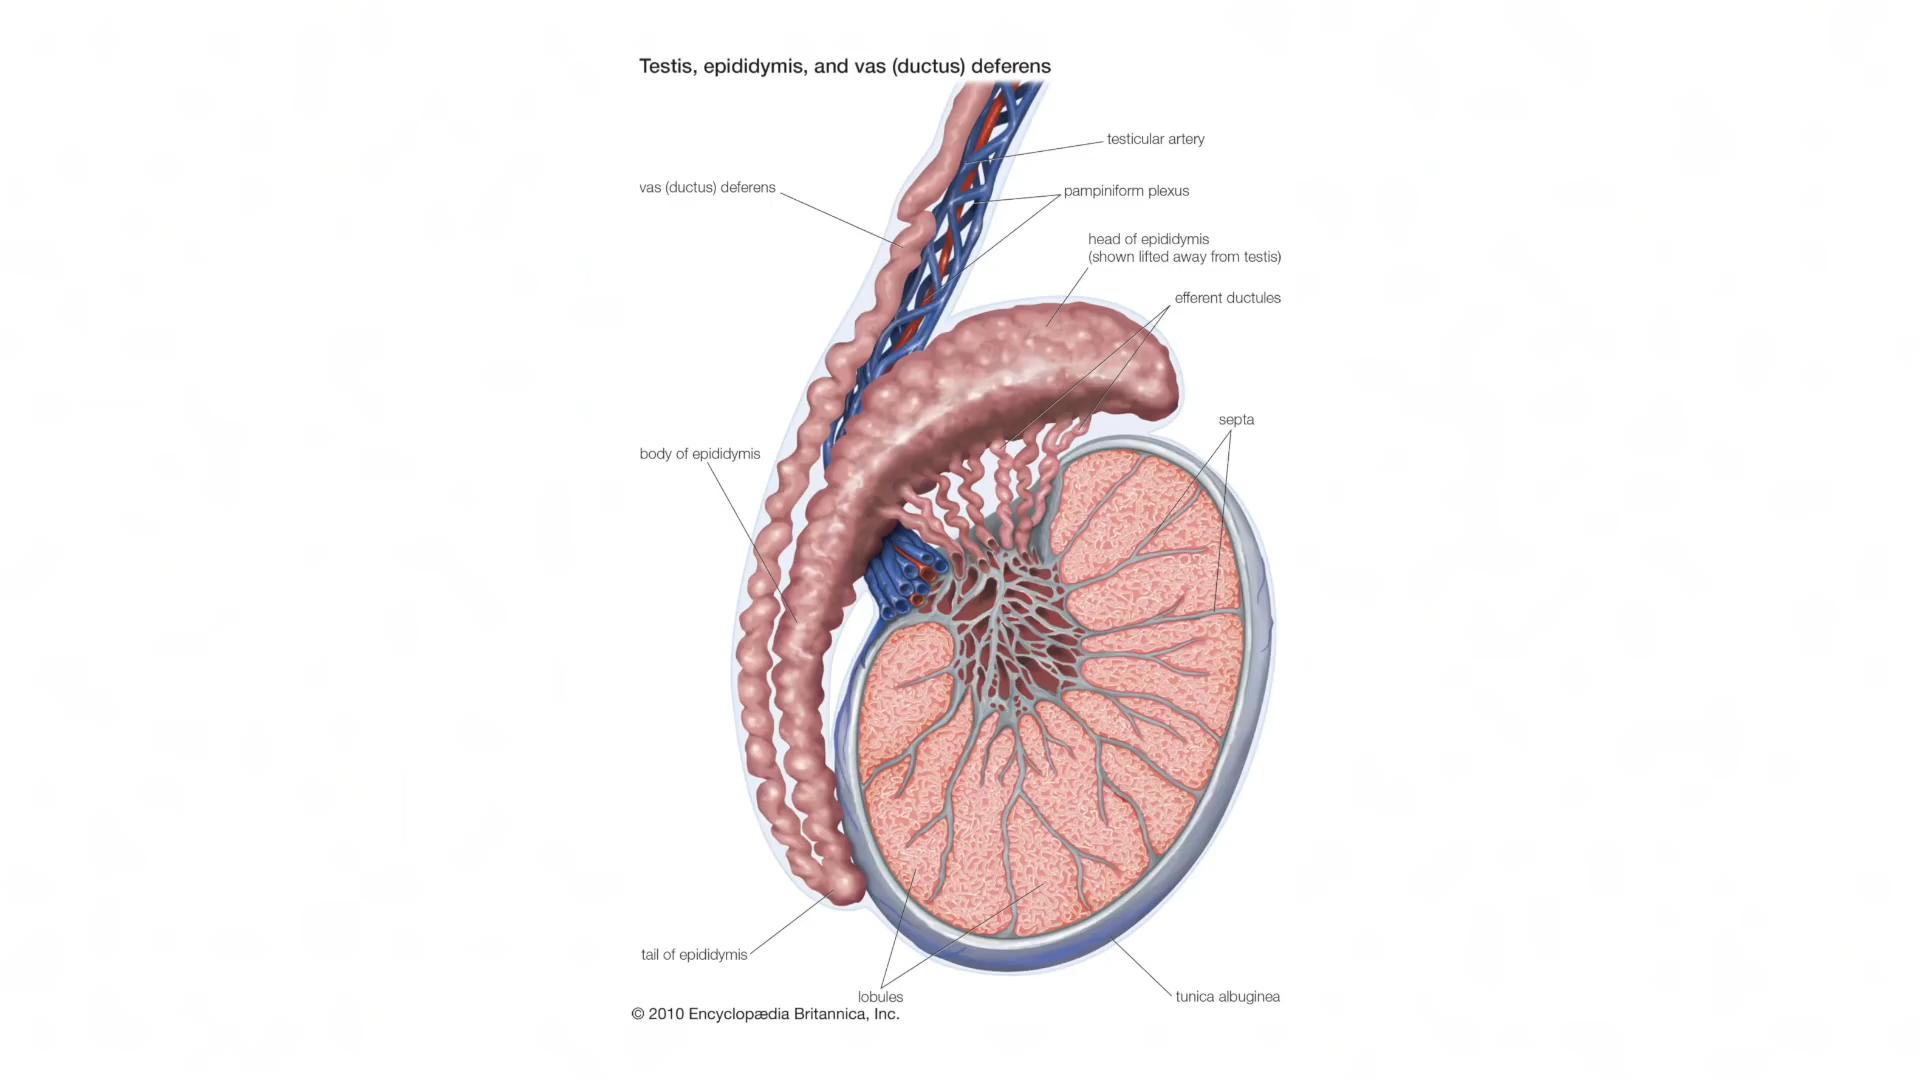 Testis, epididymis, and vas (ductus) deferens
testicular artery
vas (ductus) deferens
pampiniform plexus
head of epididymis
(shown lifted away from testis)
efferent ductules
septa
body of epididymis
tail of epididymis
lobules
tunica albuginea
© 2010 Encyclopædia Britannica, Inc.